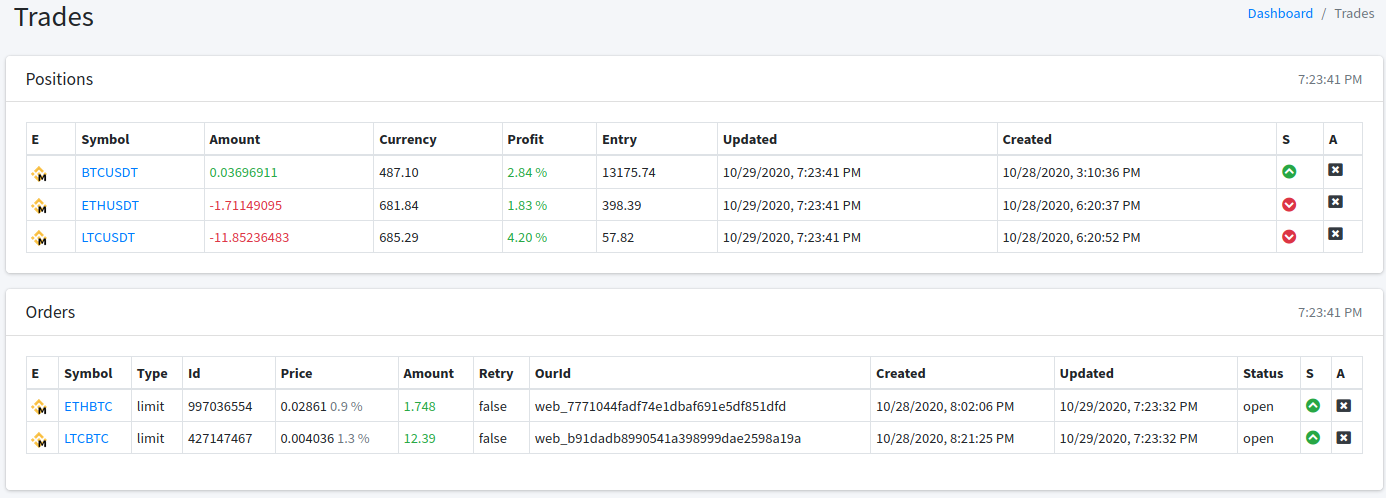 Trades
Dashboard / Trades
Positions
7:23:41 PM
E Symbol Amount Currency Profit Entry Updated Created S A
M BTCUSDT 0.03696911 487.10 2.84 % 13175.74 10/29/2020, 7:23:41 PM 10/28/2020, 3:10:36 PM
M ETHUSDT -1.71149095 681.84 1.83 % 398.39 10/29/2020, 7:23:41 PM 10/28/2020, 6:20:37 PM
M LTCUSDT -11.85236483 685.29 4.20 % 57.82 10/29/2020, 7:23:41 PM 10/28/2020, 6:20:52 PM
Orders
7:23:41 PM
E Symbol Type Id Price Amount Retry OurId Created Updated Status S A
M ETHBTC limit 997036554 0.02861 0.9 % 1.748 false web_7771044fadf74e1dbaf691e5df851dfd 10/28/2020, 8:02:06 PM 10/29/2020, 7:23:32 PM open
M LTCBTC limit 427147467 0.004036 1.3 % 12.39 false web_b91dadb8990541a398999dae2598a19a 10/28/2020, 8:21:25 PM 10/29/2020, 7:23:32 PM open